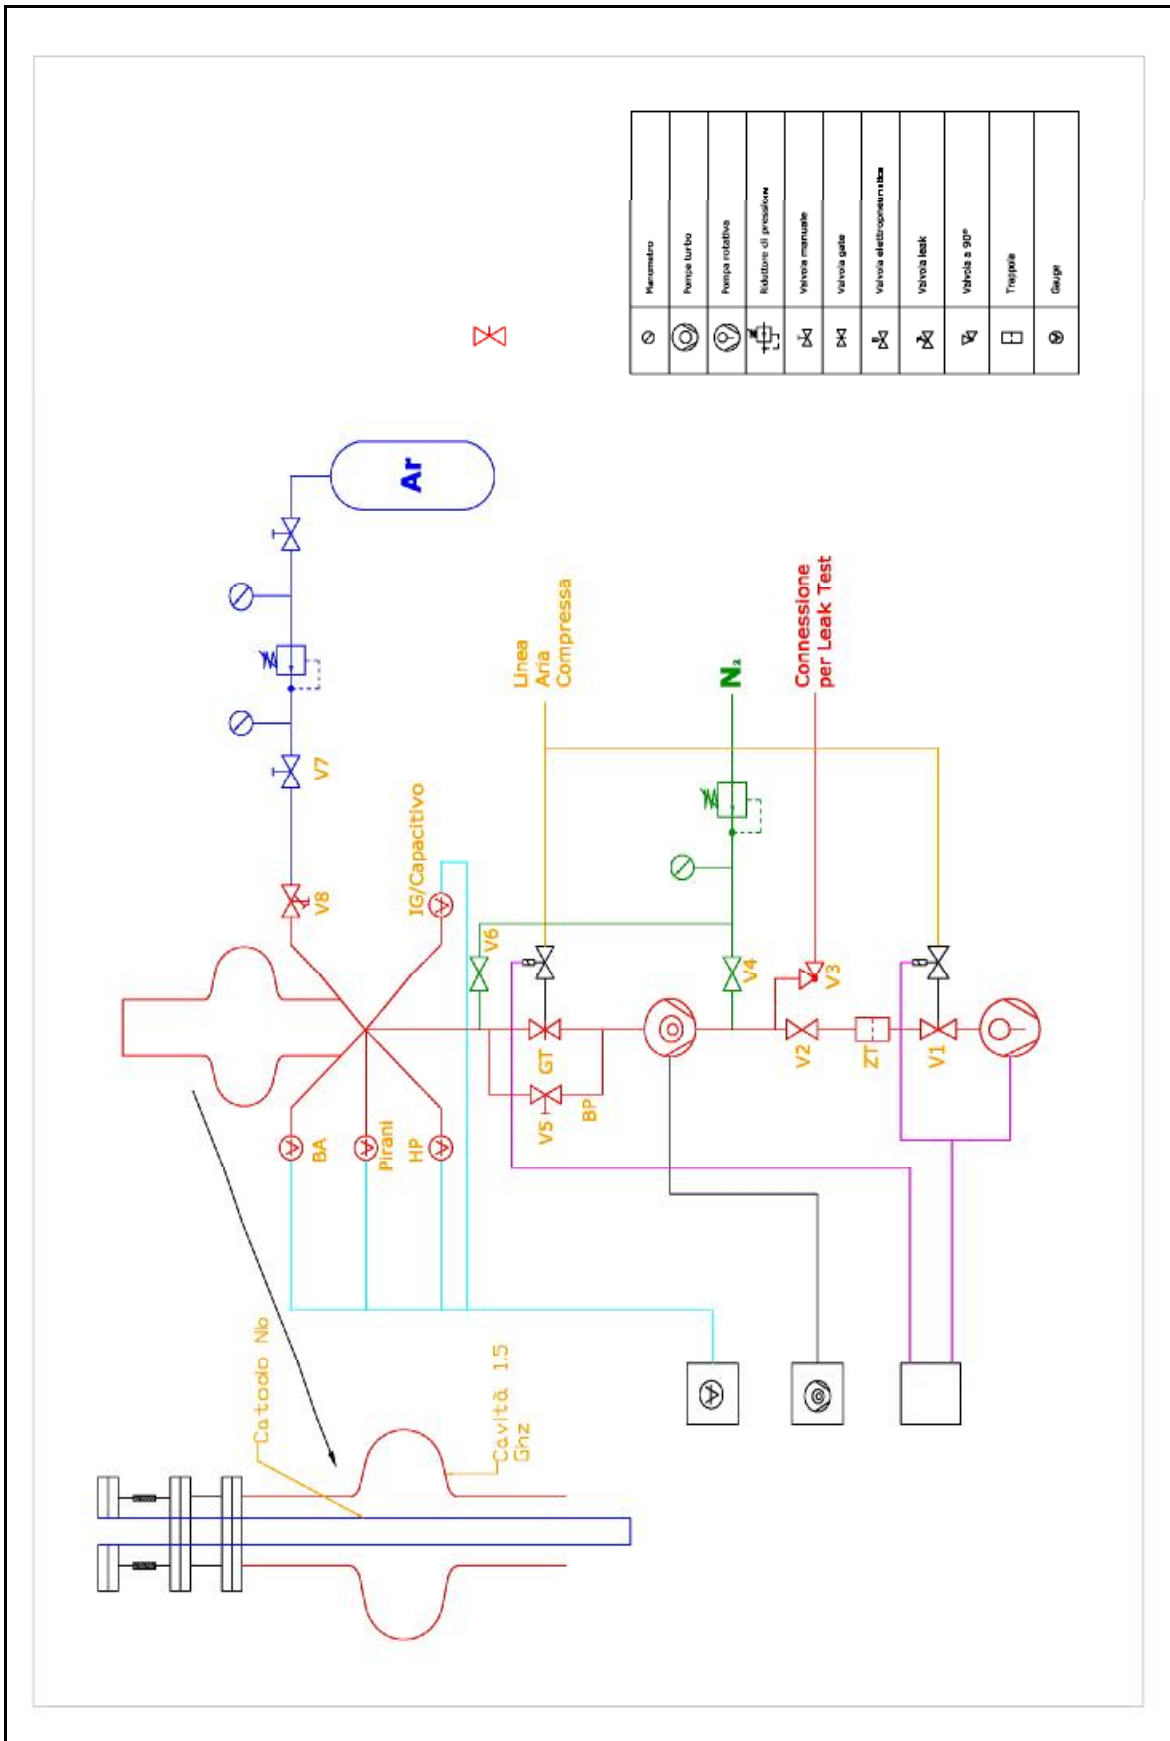 Manometro
Pompa turbo
Pompa rotativa
Riduttore di pressione
Valvola manuale
Valvola gate
Valvola elettropneumatica
Valvola leak
Valvola a 90°
Trappola
Gauge
Ar
V7
V8
IG/Capacitivo
Linea
Aria
Compressa
N₂
Connessione
per Leak Test
V6
V4
V3
BA
Pirani
HP
GT
V5
BP
V2
ZT
V1
Catodo Nb
Cavità 1.5
Ghz